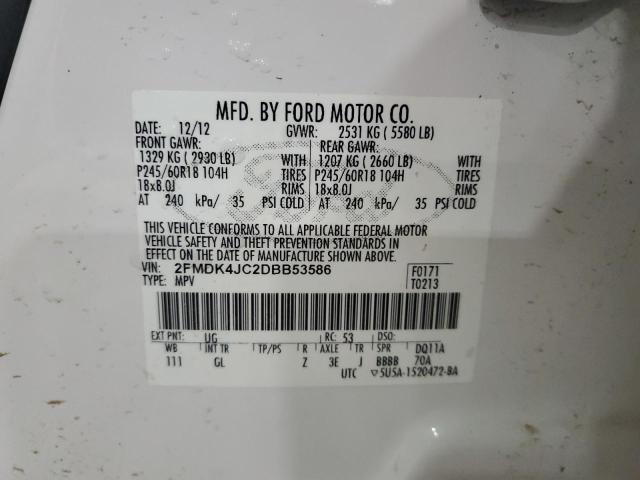 MFD. BY FORD MOTOR CO.
DATE: 12/12 GVWR: 2531 KG ( 5580 LB)
FRONT GAWR: REAR GAWR:
1329 KG ( 2930 LB) WITH 1207 KG ( 2660 LB) WITH
P245/60R18 104H TIRES P245/60R18 104H TIRES
18x8.0J RIMS 18x8.0J RIMS
AT 240 kPa/ 35 PSI COLD AT 240 kPa/ 35 PSI COLD
THIS VEHICLE CONFORMS TO ALL APPLICABLE FEDERAL MOTOR
VEHICLE SAFETY AND THEFT PREVENTION STANDARDS IN
EFFECT ON THE DATE OF MANUFACTURE SHOWN ABOVE.
VIN: 2FMDK4JC2DBB53586 F0171
TYPE: MPV T0213
EXT PNT: UG RC: 53 DSO:
WB INT TR TP/PS R AXLE TR SPR DQ11A
111 GL Z 3E J BBBB 70A
UTC ▽5U5A-1520472-BA
Ford